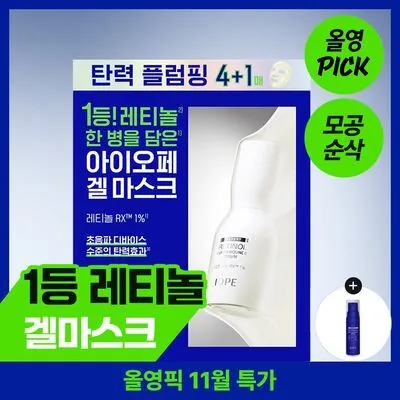 탄력 플럼핑 4+1매
올영
PICK
1등! 레티놀
한 병을 담은
아이오페
겔 마스크
모공
순삭
레티놀 RX™ 1%
초음파 디바이스
수준의 탄력효과
RETINOL
IOPE
1등 레티놀
겔마스크
+
올영픽 11월 특가